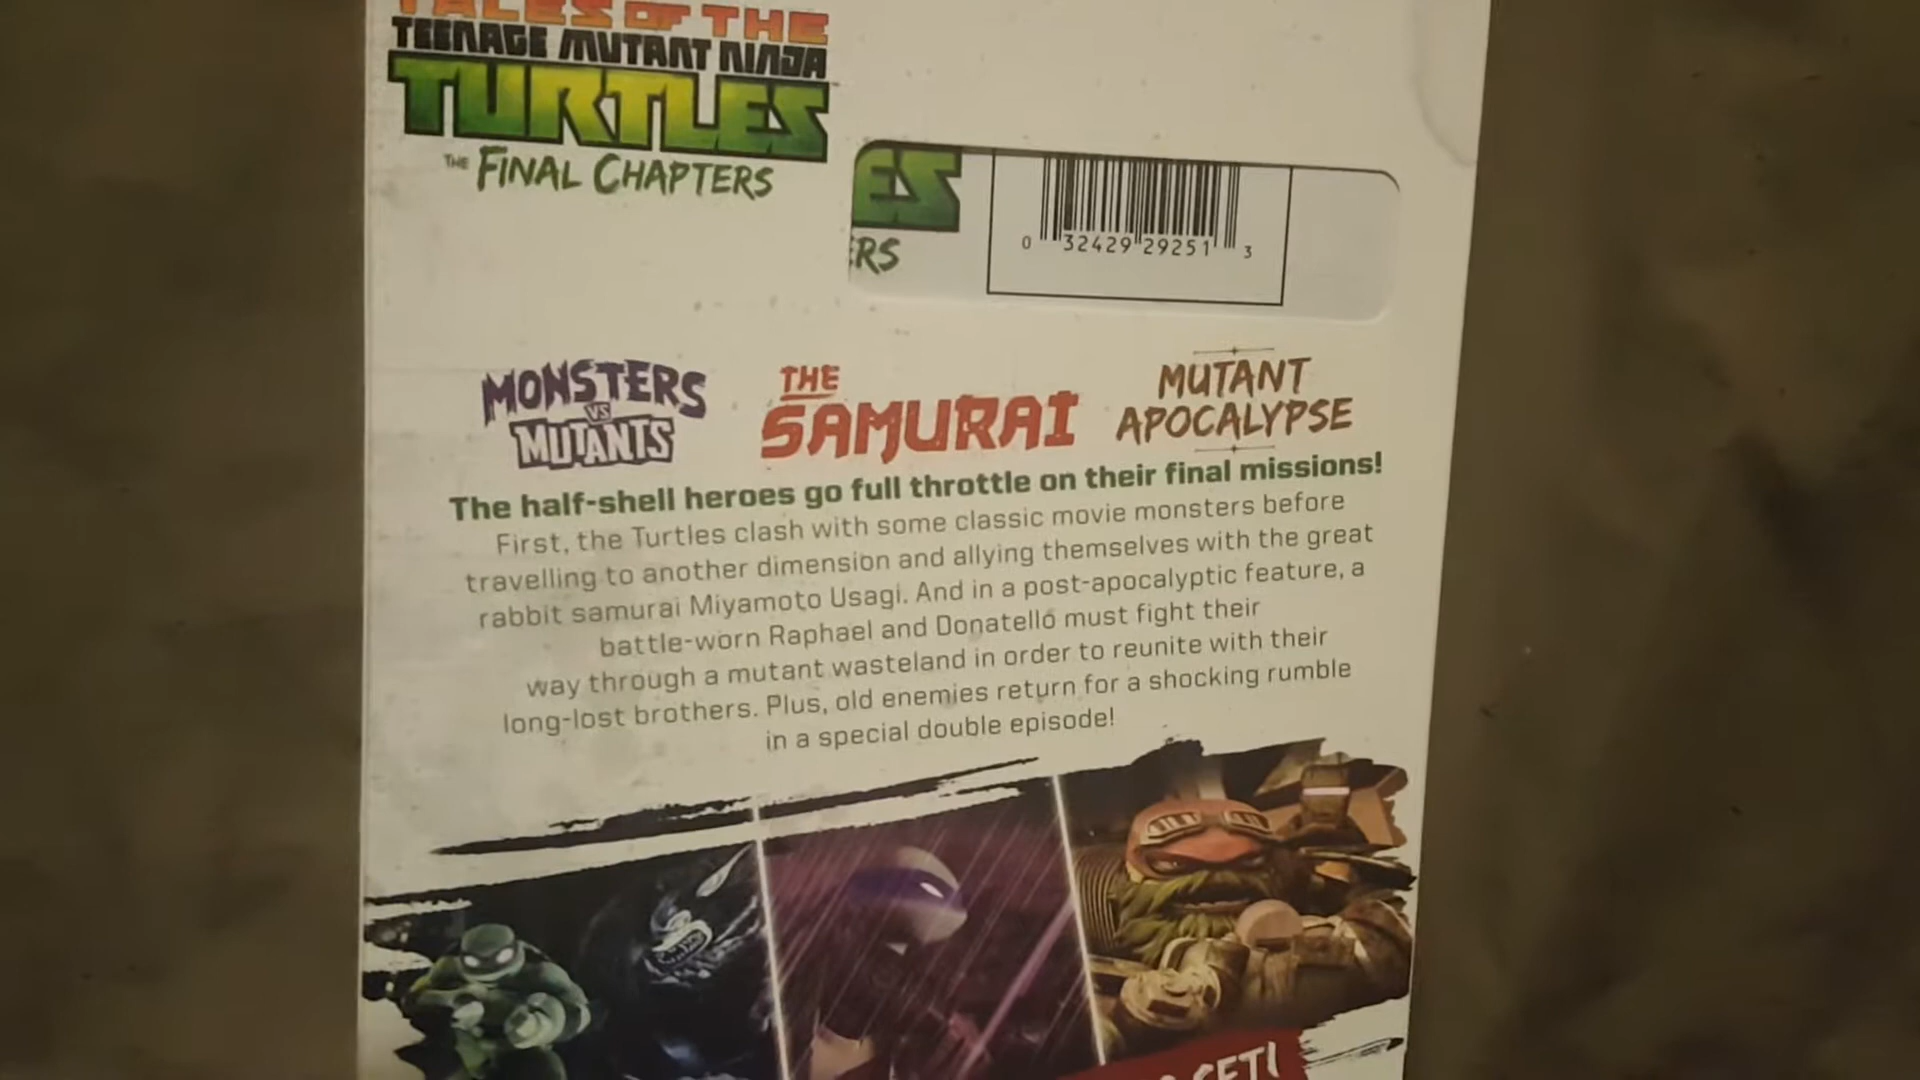 TALES OF THE
TEENAGE MUTANT NINJA
TURTLES
THE FINAL CHAPTERS
ES
ERS
0 32429 29251 3
MONSTERS
VS
MUTANTS
THE
SAMURAI
MUTANT
APOCALYPSE
The half-shell heroes go full throttle on their final missions!
First, the Turtles clash with some classic movie monsters before
travelling to another dimension and allying themselves with the great
rabbit samurai Miyamoto Usagi. And in a post-apocalyptic feature, a
battle-worn Raphael and Donatello must fight their
way through a mutant wasteland in order to reunite with their
long-lost brothers. Plus, old enemies return for a shocking rumble
in a special double episode!
SET!